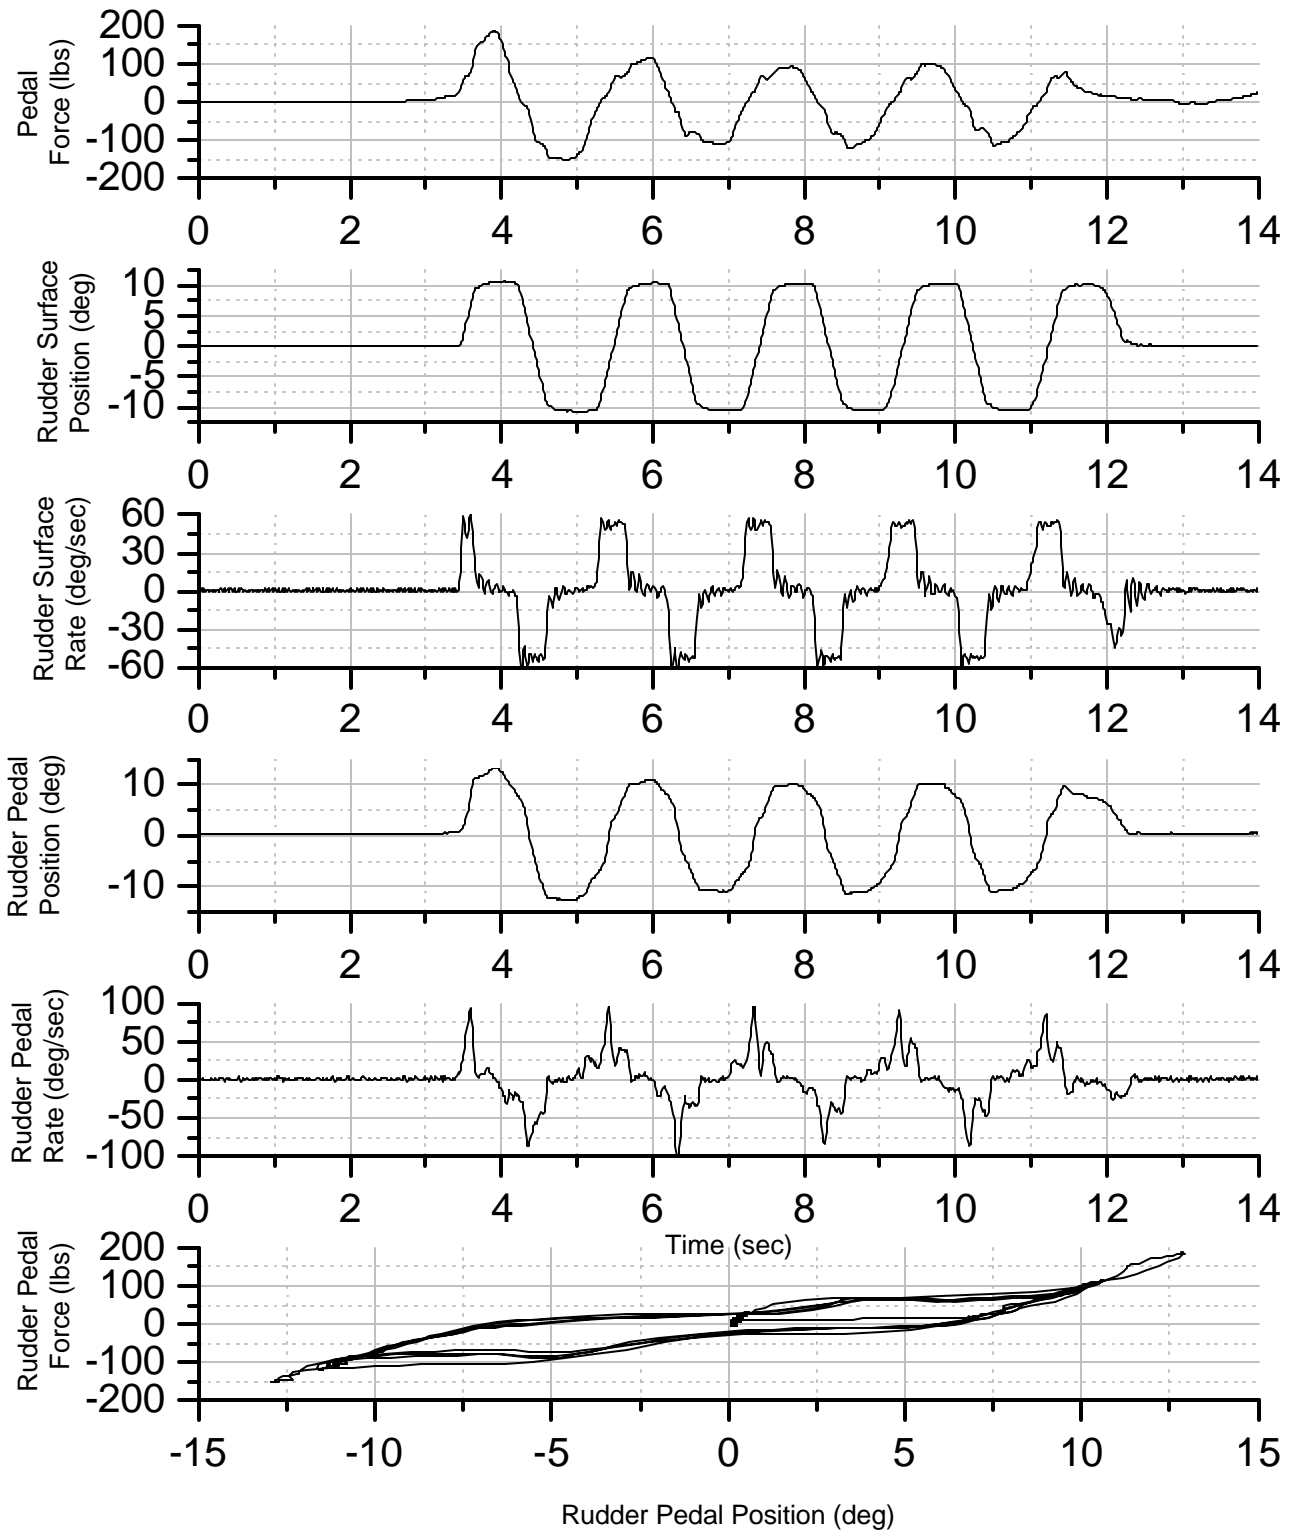 Pedal
Force (lbs)
200
100
0
-100
-200
0 2 4 6 8 10 12 14
Rudder Surface
Position (deg)
10
5
0
-5
-10
0 2 4 6 8 10 12 14
Rudder Surface
Rate (deg/sec)
60
30
0
-30
-60
0 2 4 6 8 10 12 14
Rudder Pedal
Position (deg)
10
0
-10
0 2 4 6 8 10 12 14
Rudder Pedal
Rate (deg/sec)
100
50
0
-50
-100
0 2 4 6 8 10 12 14
Time (sec)
Rudder Pedal
Force (lbs)
200
100
0
-100
-200
-15 -10 -5 0 5 10 15
Rudder Pedal Position (deg)